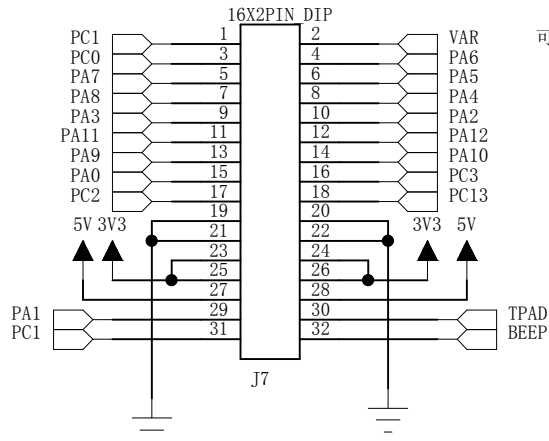 16X2PIN_DIP
可
PC1 1 2 VAR
PC0 3 4 PA6
PA7 5 6 PA5
PA8 7 8 PA4
PA3 9 10 PA2
PA11 11 12 PA12
PA9 13 14 PA10
PA0 15 16 PC3
PC2 17 18 PC13
19 20
5V 3V3 21 22 3V3 5V
23 24
25 26
27 28
PA1 29 30 TPAD
PC1 31 32 BEEP
J7